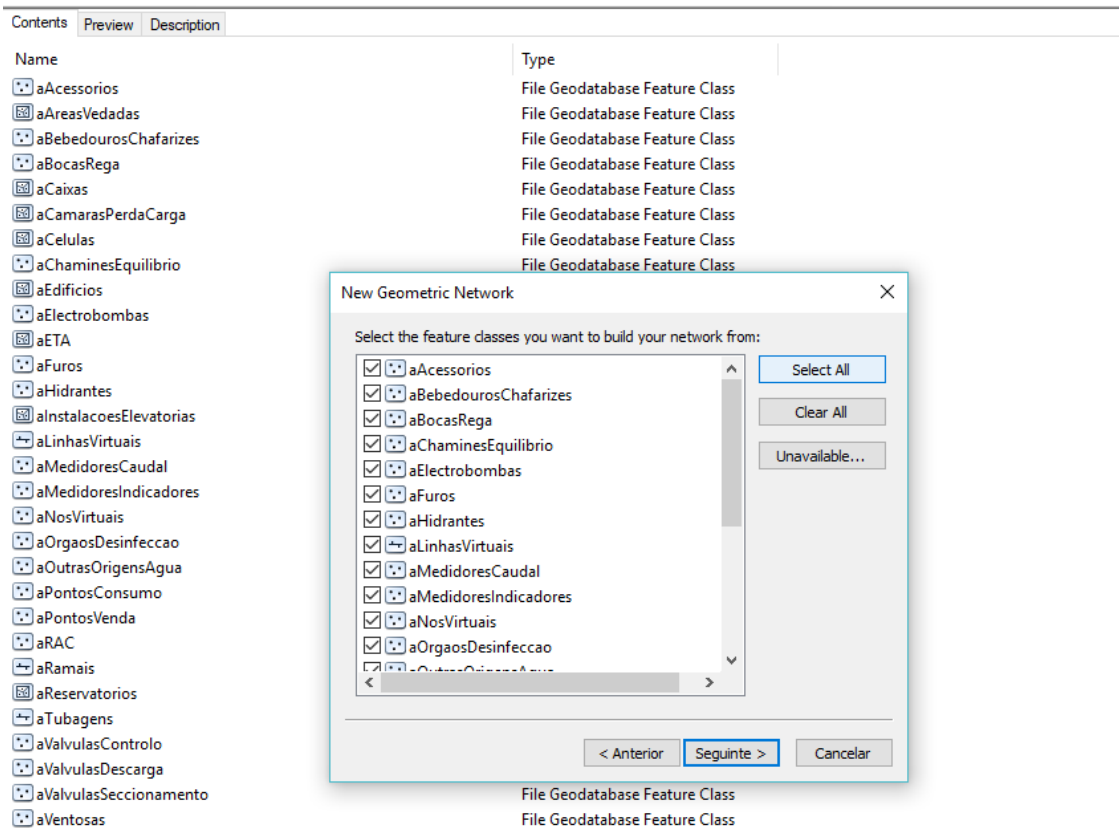 Contents Preview Description
Name Type
aAcessorios File Geodatabase Feature Class
aAreasVedadas File Geodatabase Feature Class
aBebedourosChafarizes File Geodatabase Feature Class
aBocasRega File Geodatabase Feature Class
aCaixas File Geodatabase Feature Class
aCamarasPerdaCarga File Geodatabase Feature Class
aCelulas File Geodatabase Feature Class
aChaminesEquilibrio File Geodatabase Feature Class
aEdificios
aElectrobombas
aETA
aFuros
aHidrantes
aInstalacoesElevatorias
aLinhasVirtuais
aMedidoresCaudal
aMedidoresIndicadores
aNosVirtuais
aOrgaosDesinfeccao
aOutrasOrigensAgua
aPontosConsumo
aPontosVenda
aRAC
aRamais
aReservatorios
aTubagens
aValvulasControlo
aValvulasDescarga
aValvulasSeccionamento File Geodatabase Feature Class
aVentosas File Geodatabase Feature Class
New Geometric Network
Select the feature classes you want to build your network from:
aAcessorios
aBebedourosChafarizes
aBocasRega
aChaminesEquilibrio
aElectrobombas
aFuros
aHidrantes
aLinhasVirtuais
aMedidoresCaudal
aMedidoresIndicadores
aNosVirtuais
aOrgaosDesinfeccao
Select All
Clear All
Unavailable...
< Anterior Seguinte > Cancelar